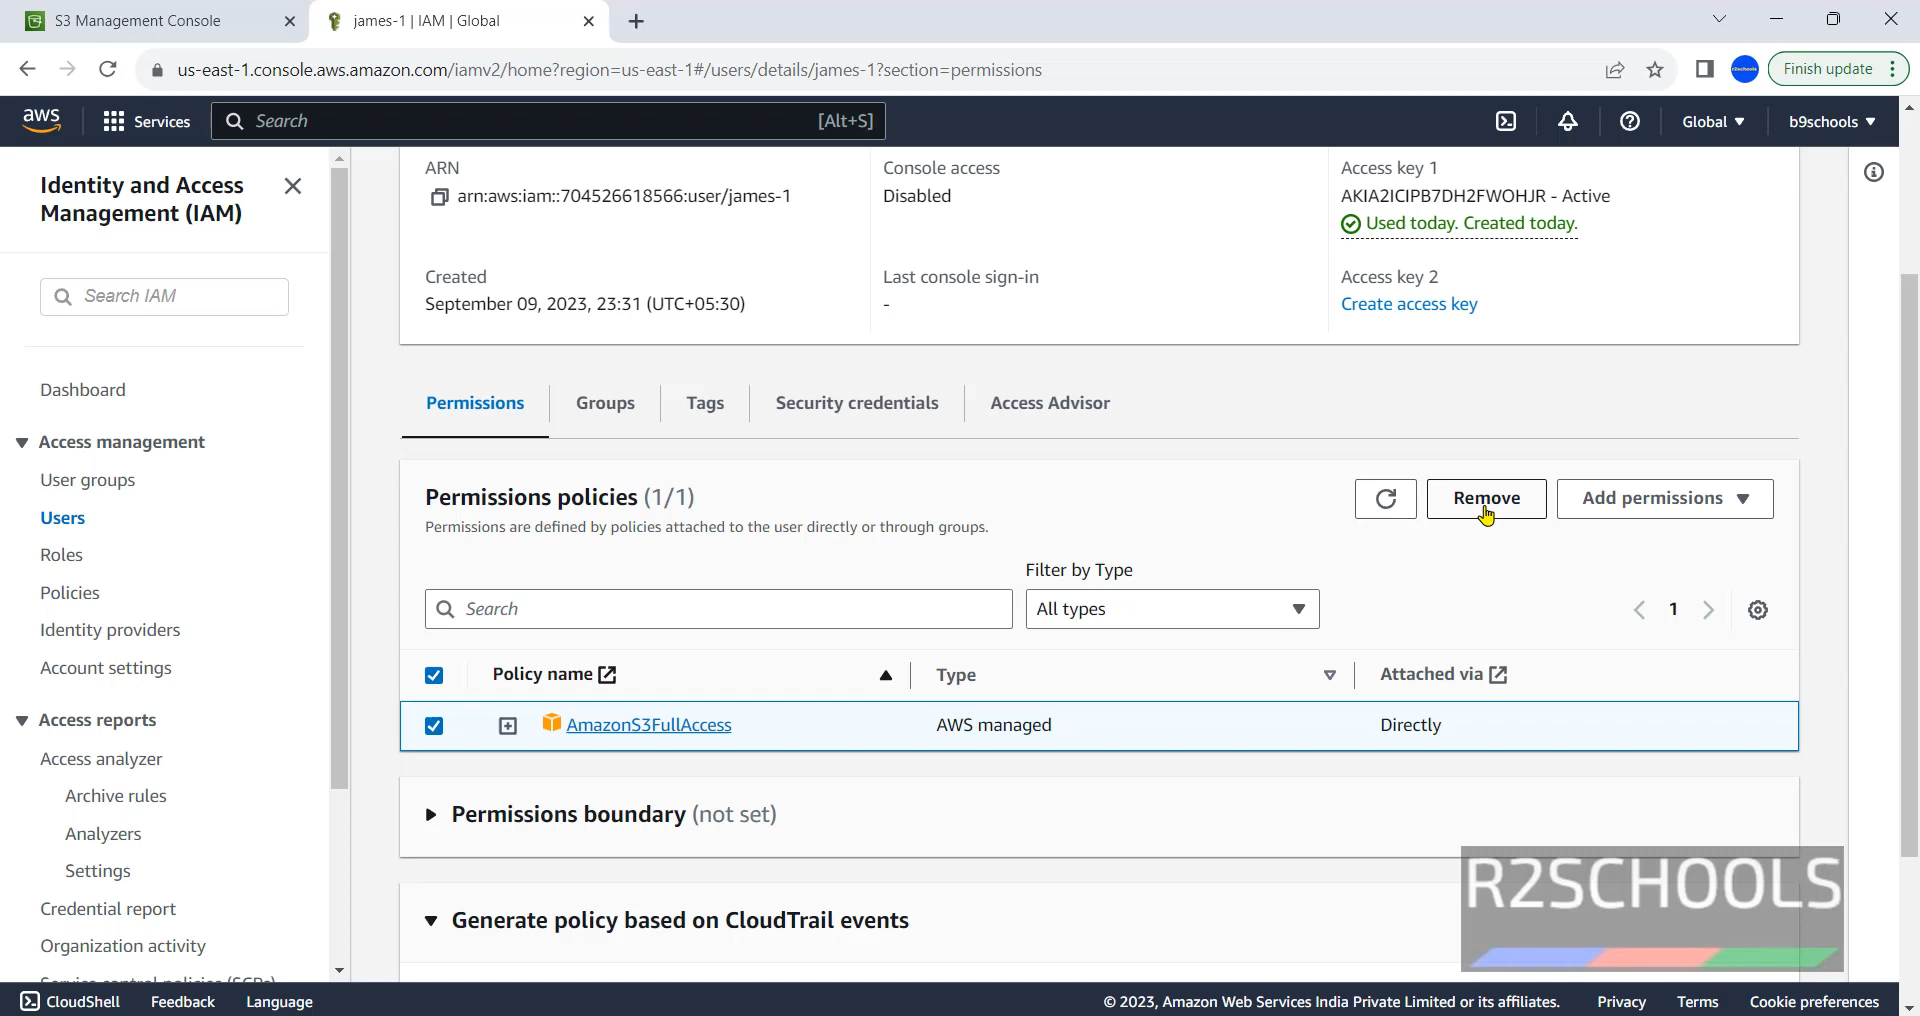 S3 Management Console
james-1 | IAM | Global
us-east-1.console.aws.amazon.com/iamv2/home?region=us-east-1#/users/details/james-1?section=permissions
Finish update
aws
Services
Search
[Alt+S]
Global
b9schools
Identity and Access
Management (IAM)
Search IAM
Dashboard
Access management
User groups
Users
Roles
Policies
Identity providers
Account settings
Access reports
Access analyzer
Archive rules
Analyzers
Settings
Credential report
Organization activity
Service control policies (SCPs)
ARN
arn:aws:iam::704526618566:user/james-1
Console access
Disabled
Access key 1
AKIA2ICIPB7DH2FWOHJR - Active
Used today. Created today.
Created
September 09, 2023, 23:31 (UTC+05:30)
Last console sign-in
-
Access key 2
Create access key
Permissions
Groups
Tags
Security credentials
Access Advisor
Permissions policies (1/1)
Permissions are defined by policies attached to the user directly or through groups.
Remove
Add permissions
Filter by Type
Search
All types
1
Policy name
Type
Attached via
AmazonS3FullAccess
AWS managed
Directly
Permissions boundary (not set)
Generate policy based on CloudTrail events
R2SCHOOLS
CloudShell
Feedback
Language
© 2023, Amazon Web Services India Private Limited or its affiliates.
Privacy
Terms
Cookie preferences